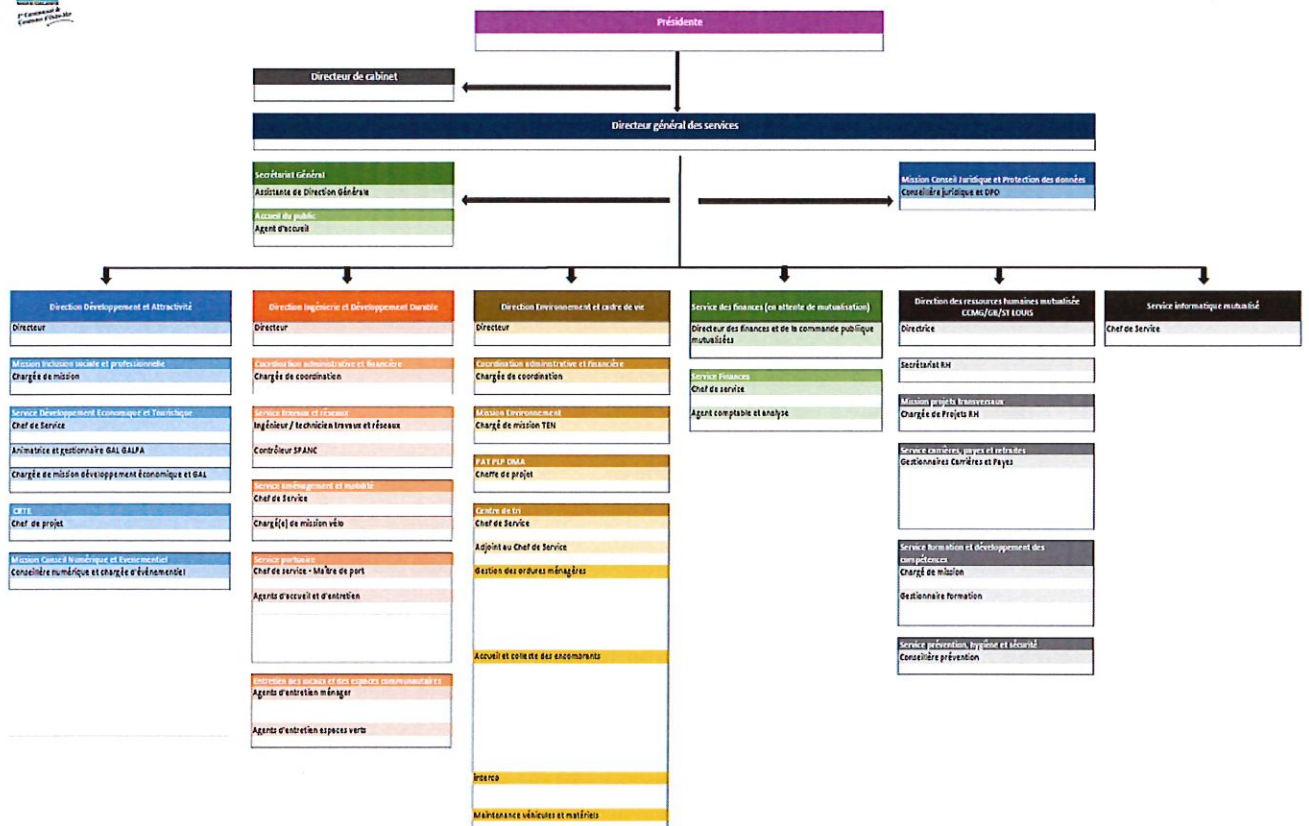 1ère Communauté de
Communes d'Outre-Mer
Présidente
Directeur de cabinet
Directeur général des services
Secrétariat Général
Assistante de Direction Générale
Accueil du public
Agent d'accueil
Mission Conseil Juridique et Protection des données
Conseillère juridique et DPO
Direction Développement et Attractivité
Directeur
Mission Inclusion sociale et professionnelle
Chargée de mission
Service Développement Economique et Touristique
Chef de Service
Animatrice et gestionnaire GAL GALPA
Chargée de mission développement économique et GAL
CRTE
Chef de projet
Mission Conseil Numérique et Evenementiel
Conseillère numérique et chargée d'événementiel
Direction Ingénierie et Développement Durable
Directeur
Coordination administrative et financière
Chargée de coordination
Service travaux et réseaux
Ingénieur / technicien travaux et réseaux
Contrôleur SPANC
Service aménagement et mobilité
Chef de Service
Chargé(e) de mission vélo
Service portuaire
Chef de service - Maître de port
Agents d'accueil et d'entretien
Entretien des locaux et des espaces communautaires
Agents d'entretien ménager
Agents d'entretien espaces verts
Direction Environnement et cadre de vie
Directeur
Coordination administrative et financière
Chargée de coordination
Mission Environnement
Chargé de mission TEN
PAT PLP DMA
Cheffe de projet
Centre de tri
Chef de Service
Adjoint au Chef de Service
Gestion des ordures ménagères
Accueil et collecte des encombrants
interco
Maintenance véhicules et matériels
Service des finances (en attente de mutualisation)
Directeur des finances et de la commande publique
mutualisées
Service Finances
Chef de service
Agent comptable et analyse
Direction des ressources humaines mutualisée
CCMG/GB/ST LOUIS
Directrice
Secrétariat RH
Mission projets transversaux
Chargée de Projets RH
Service carrières, payes et retraites
Gestionnaires Carrières et Payes
Service formation et développement des
compétences
Chargé de mission
Gestionnaire formation
Service prévention, hygiène et sécurité
Conseillère prévention
Service informatique mutualisé
Chef de Service